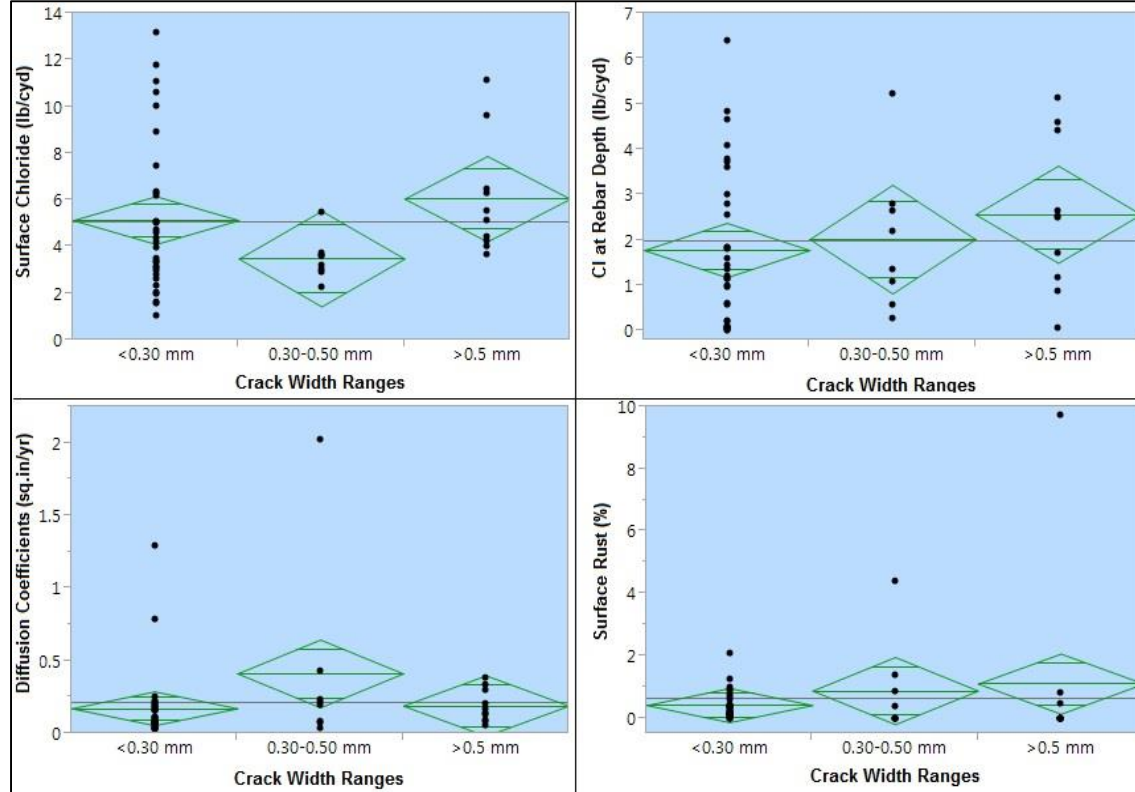 Surface Chloride (lb/cyd)
14
12
10
8
6
4
2
0
<0.30 mm
0.30-0.50 mm
>0.5 mm
Crack Width Ranges
Cl at Rebar Depth (lb/cyd)
7
6
5
4
3
2
1
0
<0.30 mm
0.30-0.50 mm
>0.5 mm
Crack Width Ranges
Diffusion Coefficients (sq.in/yr)
2
1.5
1
0.5
0
<0.30 mm
0.30-0.50 mm
>0.5 mm
Crack Width Ranges
Surface Rust (%)
10
8
6
4
2
0
<0.30 mm
0.30-0.50 mm
>0.5 mm
Crack Width Ranges